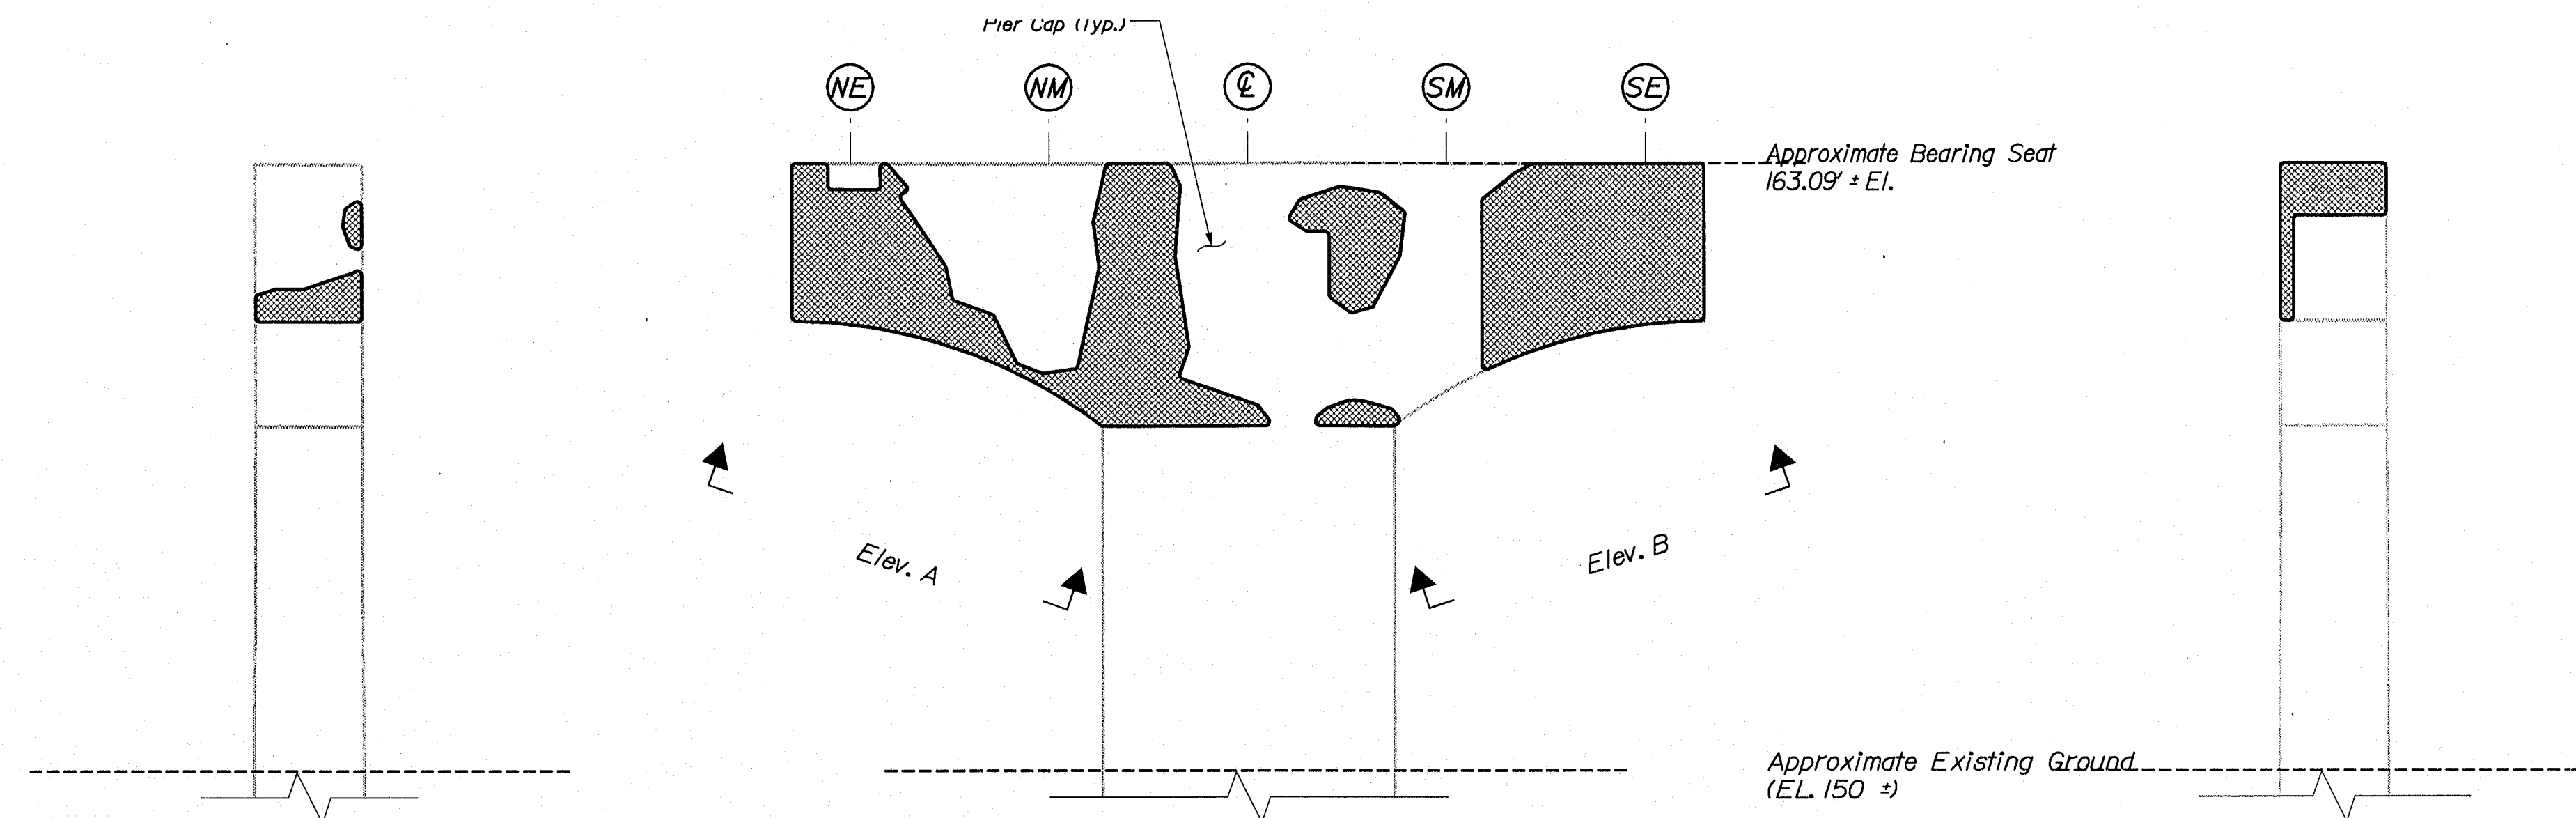 Pier Cap (Typ.)
NE NM ℄ SM SE
Approximate Bearing Seat
163.09' ± El.
Elev. A
Elev. B
Approximate Existing Ground
(EL. 150 ±)